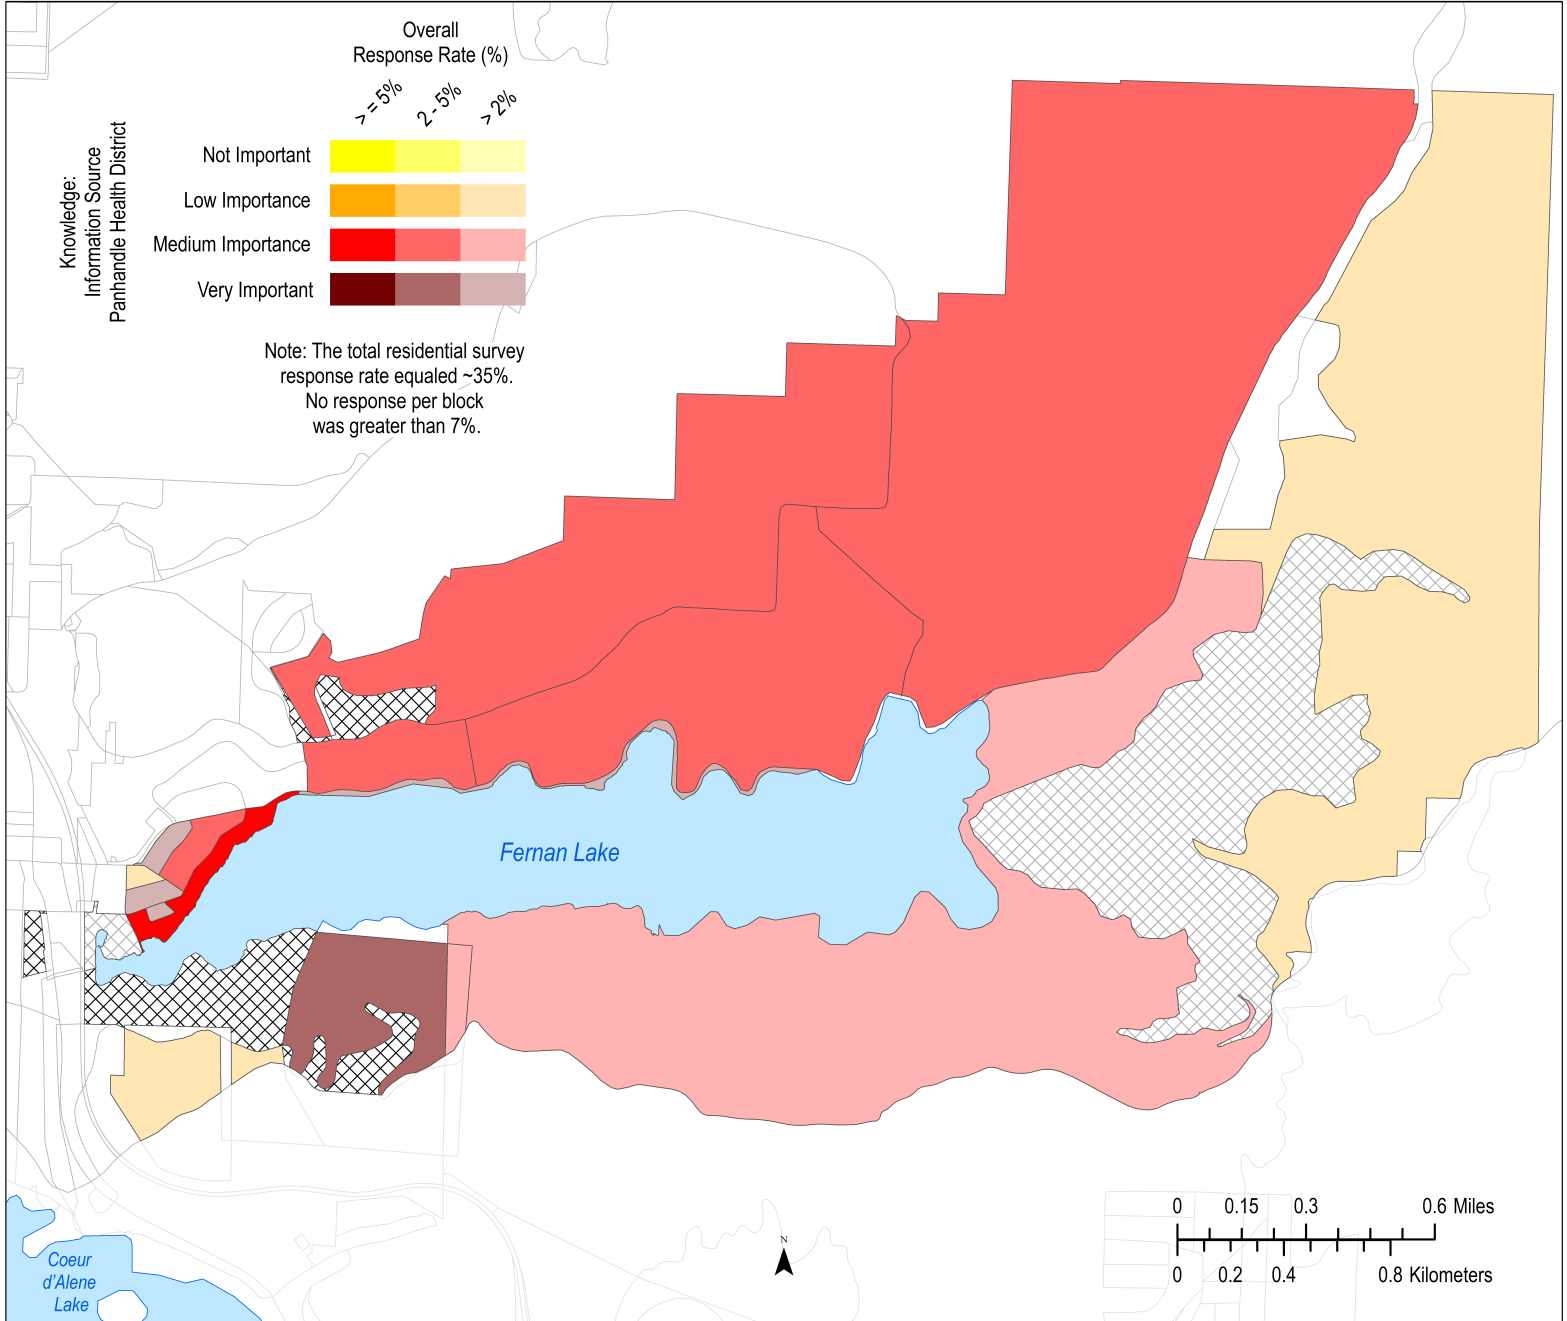 Overall
Response Rate (%)
> = 5%
2 - 5%
> 2%
Knowledge:
Information Source
Panhandle Health District
Not Important
Low Importance
Medium Importance
Very Important
Note: The total residential survey
response rate equaled ~35%.
No response per block
was greater than 7%.
Fernan Lake
Coeur
d'Alene
Lake
N
0 0.15 0.3 0.6 Miles
0 0.2 0.4 0.8 Kilometers